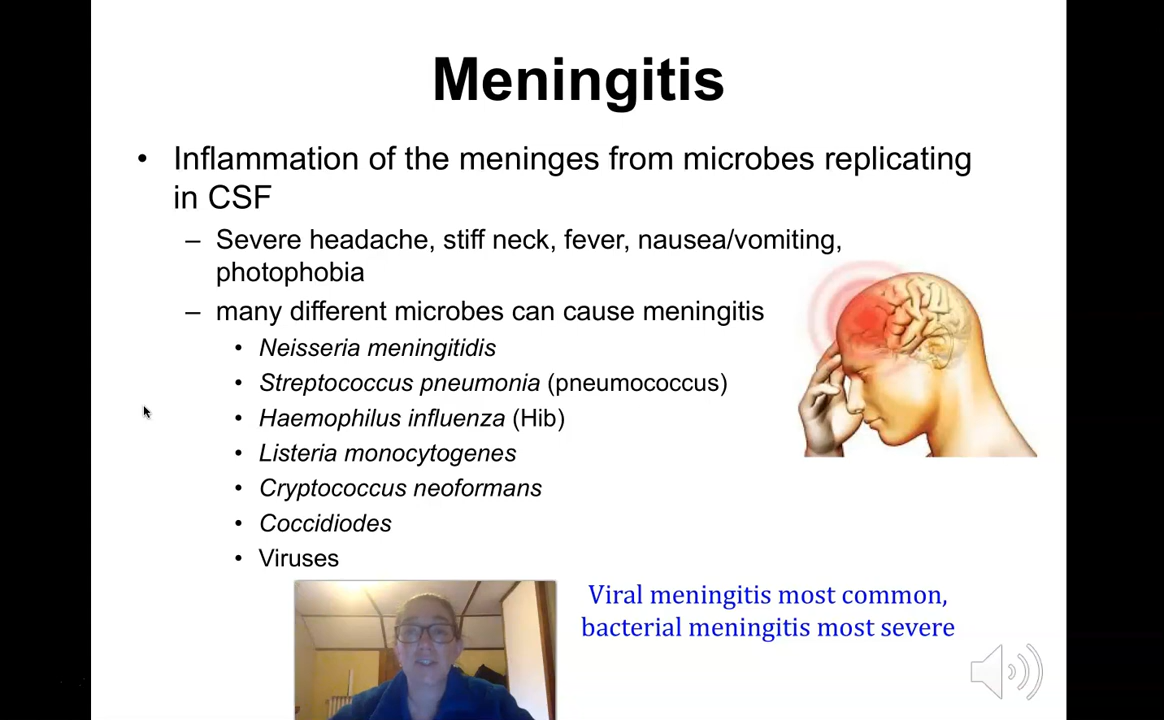 Meningitis
• Inflammation of the meninges from microbes replicating
in CSF
– Severe headache, stiff neck, fever, nausea/vomiting,
photophobia
– many different microbes can cause meningitis
• Neisseria meningitidis
• Streptococcus pneumonia (pneumococcus)
• Haemophilus influenza (Hib)
• Listeria monocytogenes
• Cryptococcus neoformans
• Coccidiodes
• Viruses
Viral meningitis most common,
bacterial meningitis most severe